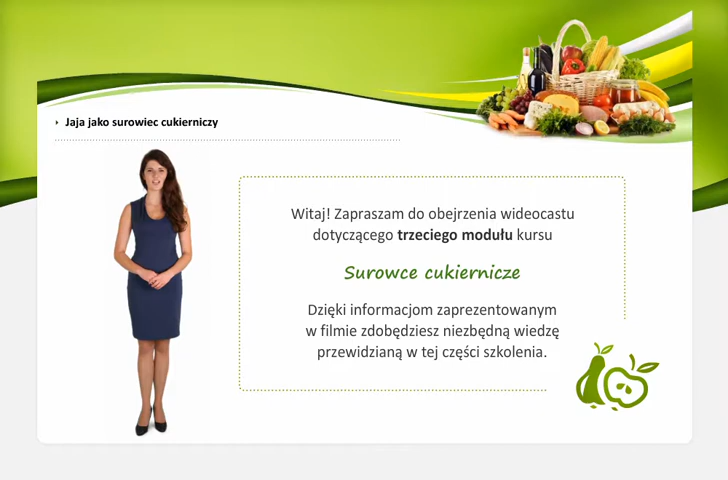 Jaja jako surowiec cukierniczy
Witaj! Zapraszam do obejrzenia wideocastu
dotyczącego trzeciego modułu kursu
Surowce cukiernicze
Dzięki informacjom zaprezentowanym
w filmie zdobędziesz niezbędną wiedzę
przewidzianą w tej części szkolenia.